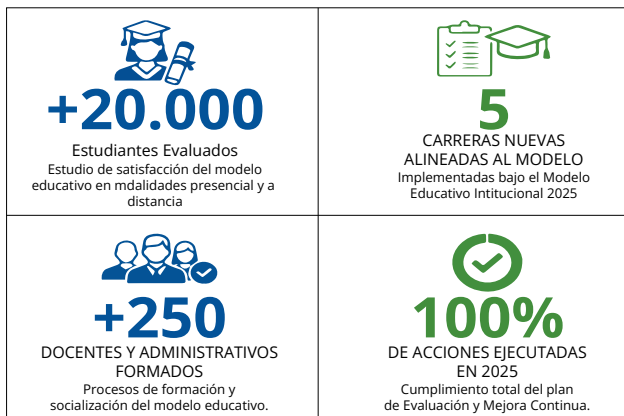 +20.000
Estudiantes Evaluados
Estudio de satisfacción del modelo
educativo en mdalidades presencial y a
distancia
5
CARRERAS NUEVAS
ALINEADAS AL MODELO
Implementadas bajo el Modelo
Educativo Intitucional 2025
+250
DOCENTES Y ADMINISTRATIVOS
FORMADOS
Procesos de formación y
socialización del modelo educativo.
100%
DE ACCIONES EJECUTADAS
EN 2025
Cumplimiento total del plan
de Evaluación y Mejora Continua.